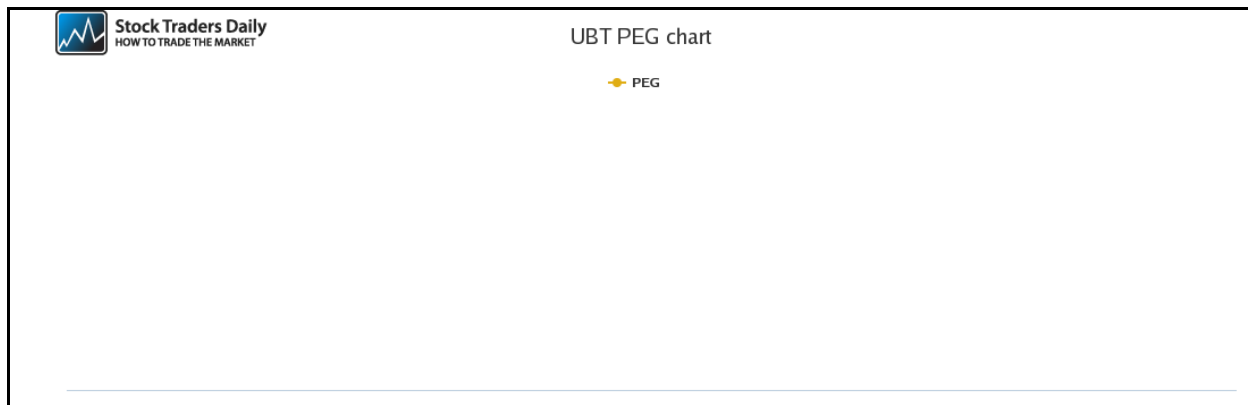 Stock Traders Daily
HOW TO TRADE THE MARKET
UBT PEG chart
PEG